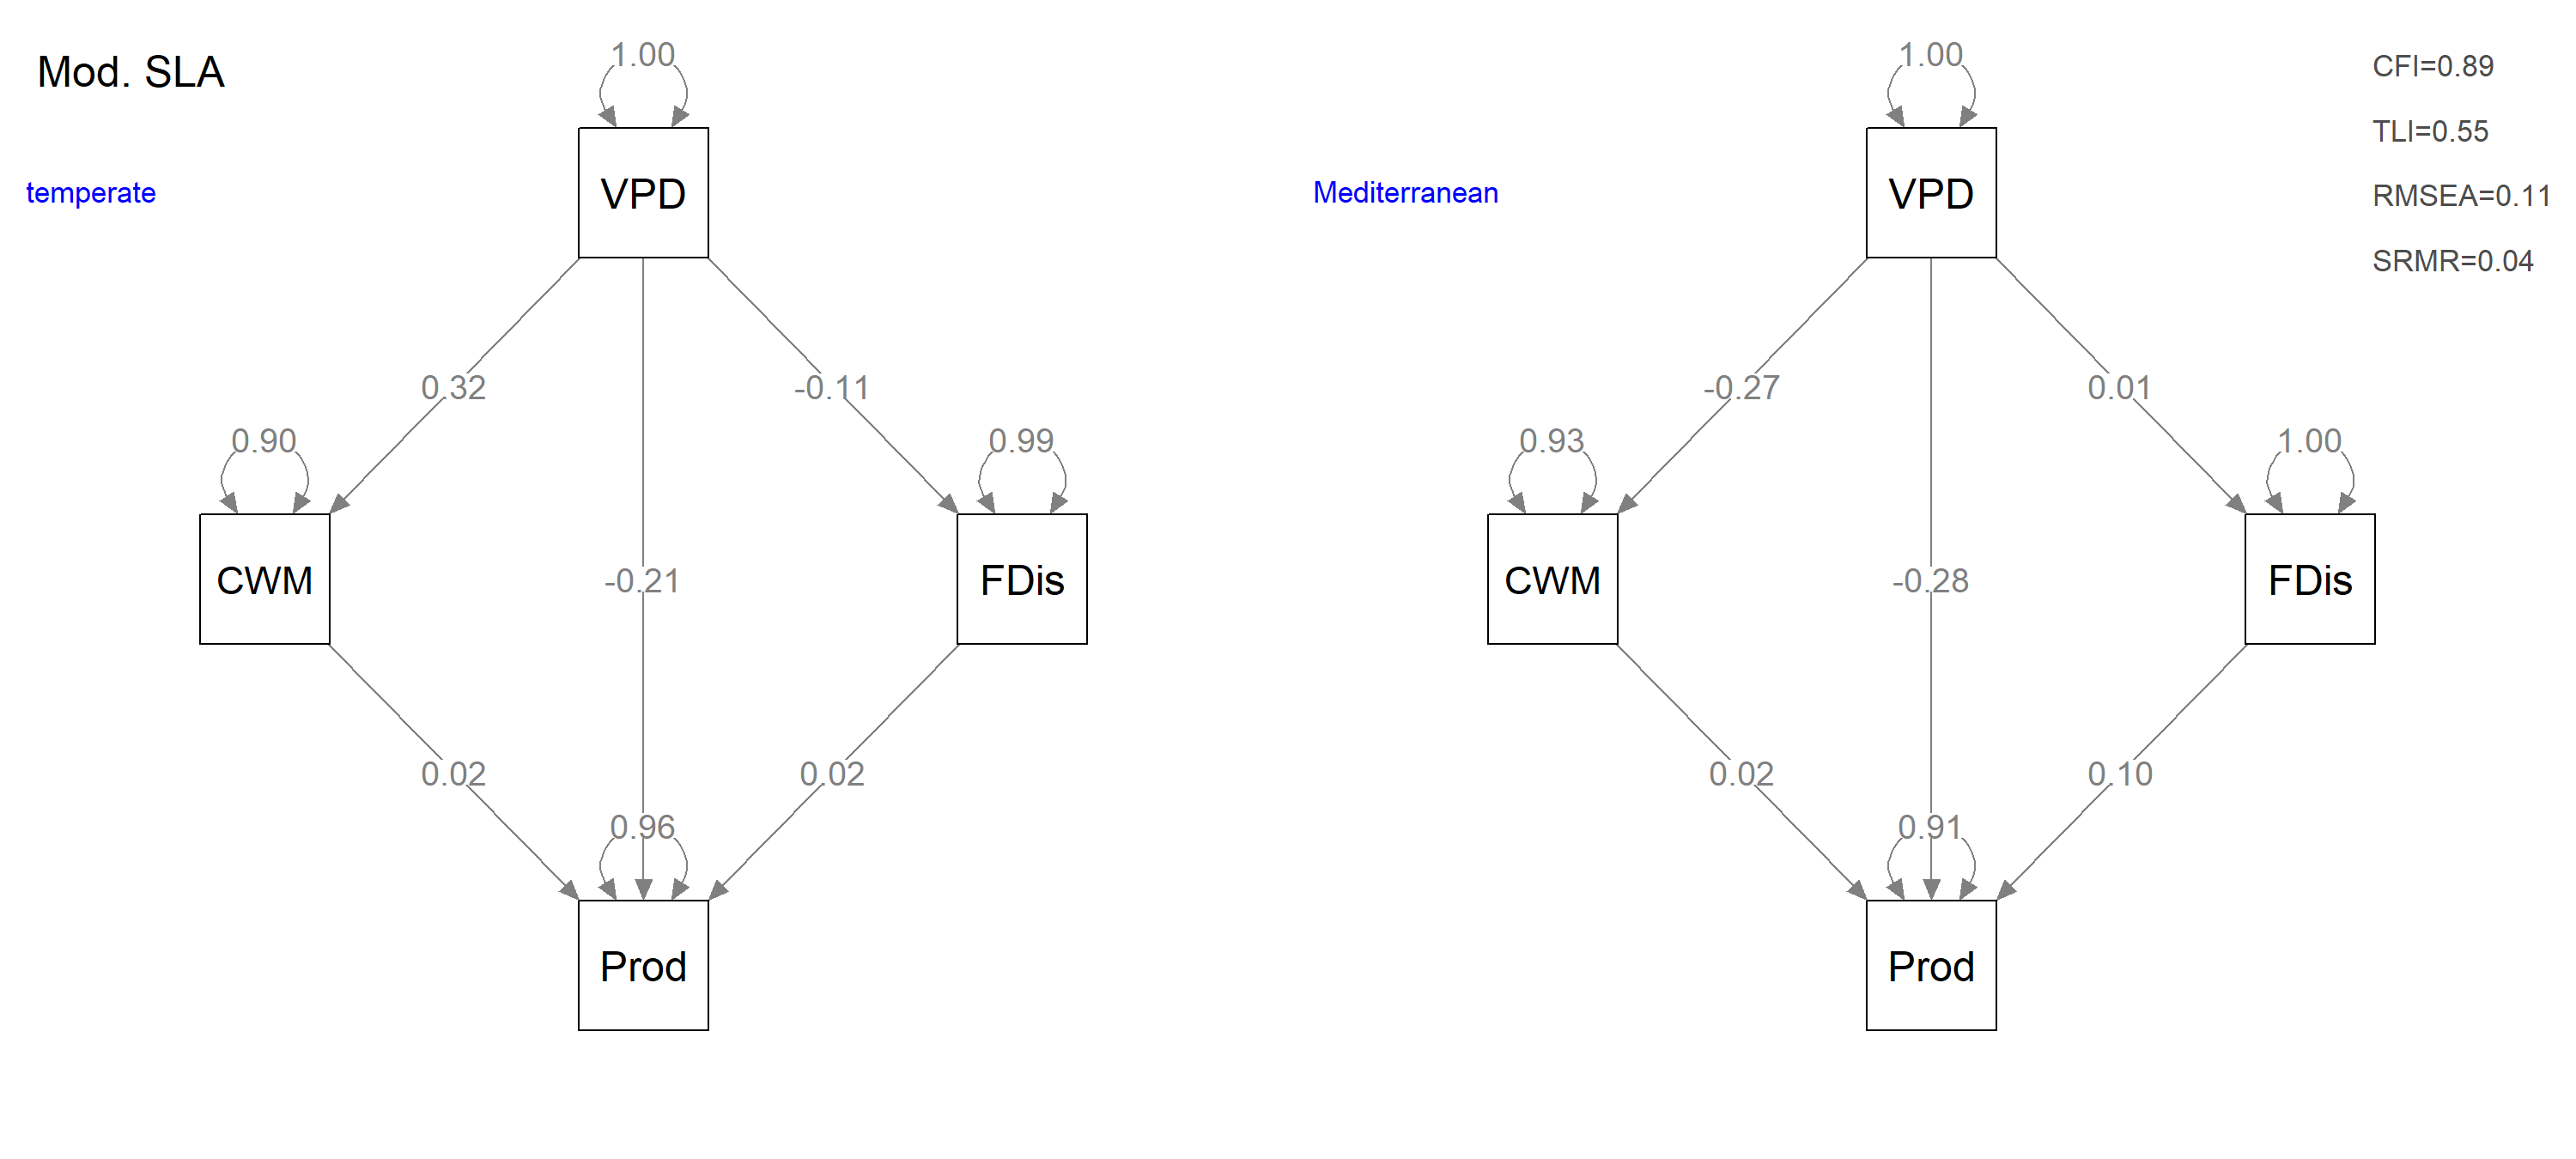 Mod. SLA
temperate
1.00
VPD
0.32
-0.11
0.90
0.99
CWM
-0.21
FDis
0.02
0.02
0.96
Prod
Mediterranean
1.00
VPD
-0.27
0.01
0.93
1.00
CWM
-0.28
FDis
0.02
0.10
0.91
Prod
CFI=0.89
TLI=0.55
RMSEA=0.11
SRMR=0.04